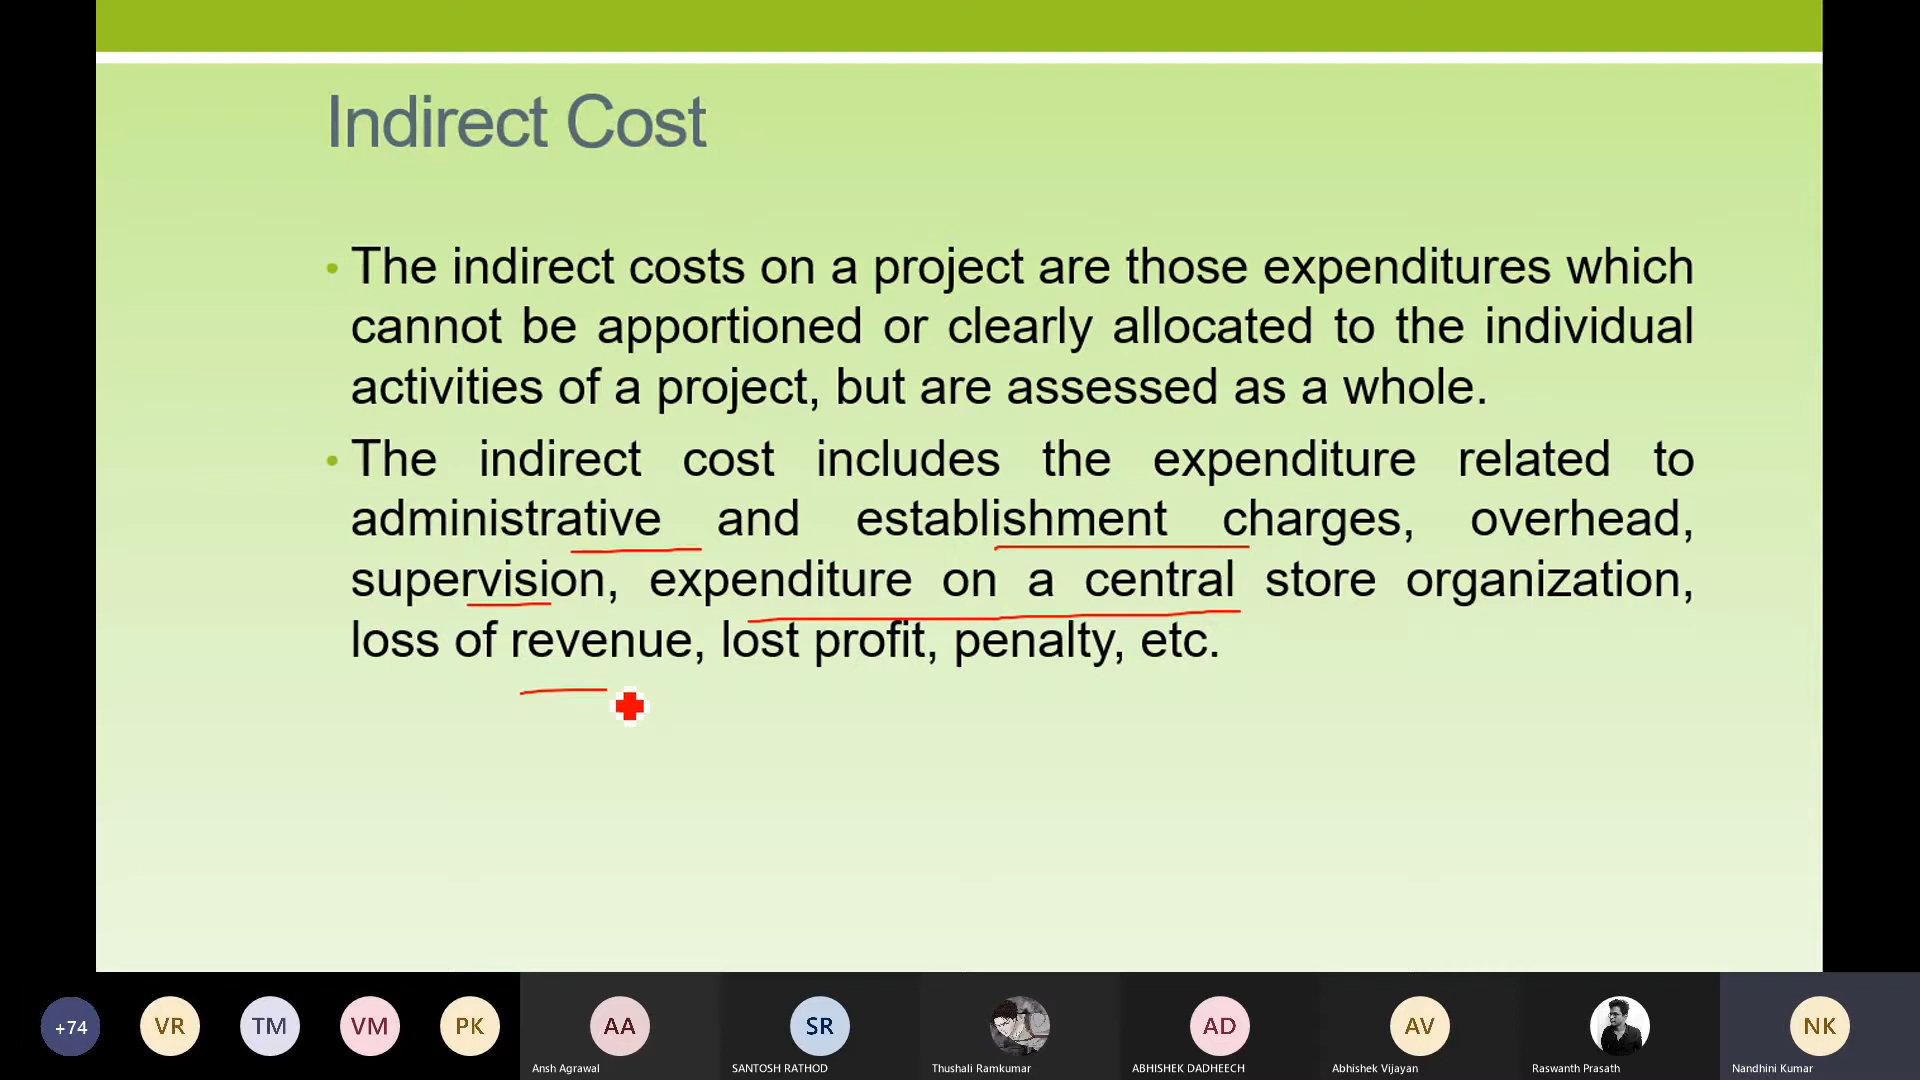 Indirect Cost
• The indirect costs on a project are those expenditures which
cannot be apportioned or clearly allocated to the individual
activities of a project, but are assessed as a whole.
• The indirect cost includes the expenditure related to
administrative and establishment charges, overhead,
supervision, expenditure on a central store organization,
loss of revenue, lost profit, penalty, etc.
+74 VR TM VM PK AA SR AD AV NK
Ansh Agrawal SANTOSH RATHOD Thushali Ramkumar ABHISHEK DADHEECH Abhishek Vijayan Raswanth Prasath Nandhini Kumar